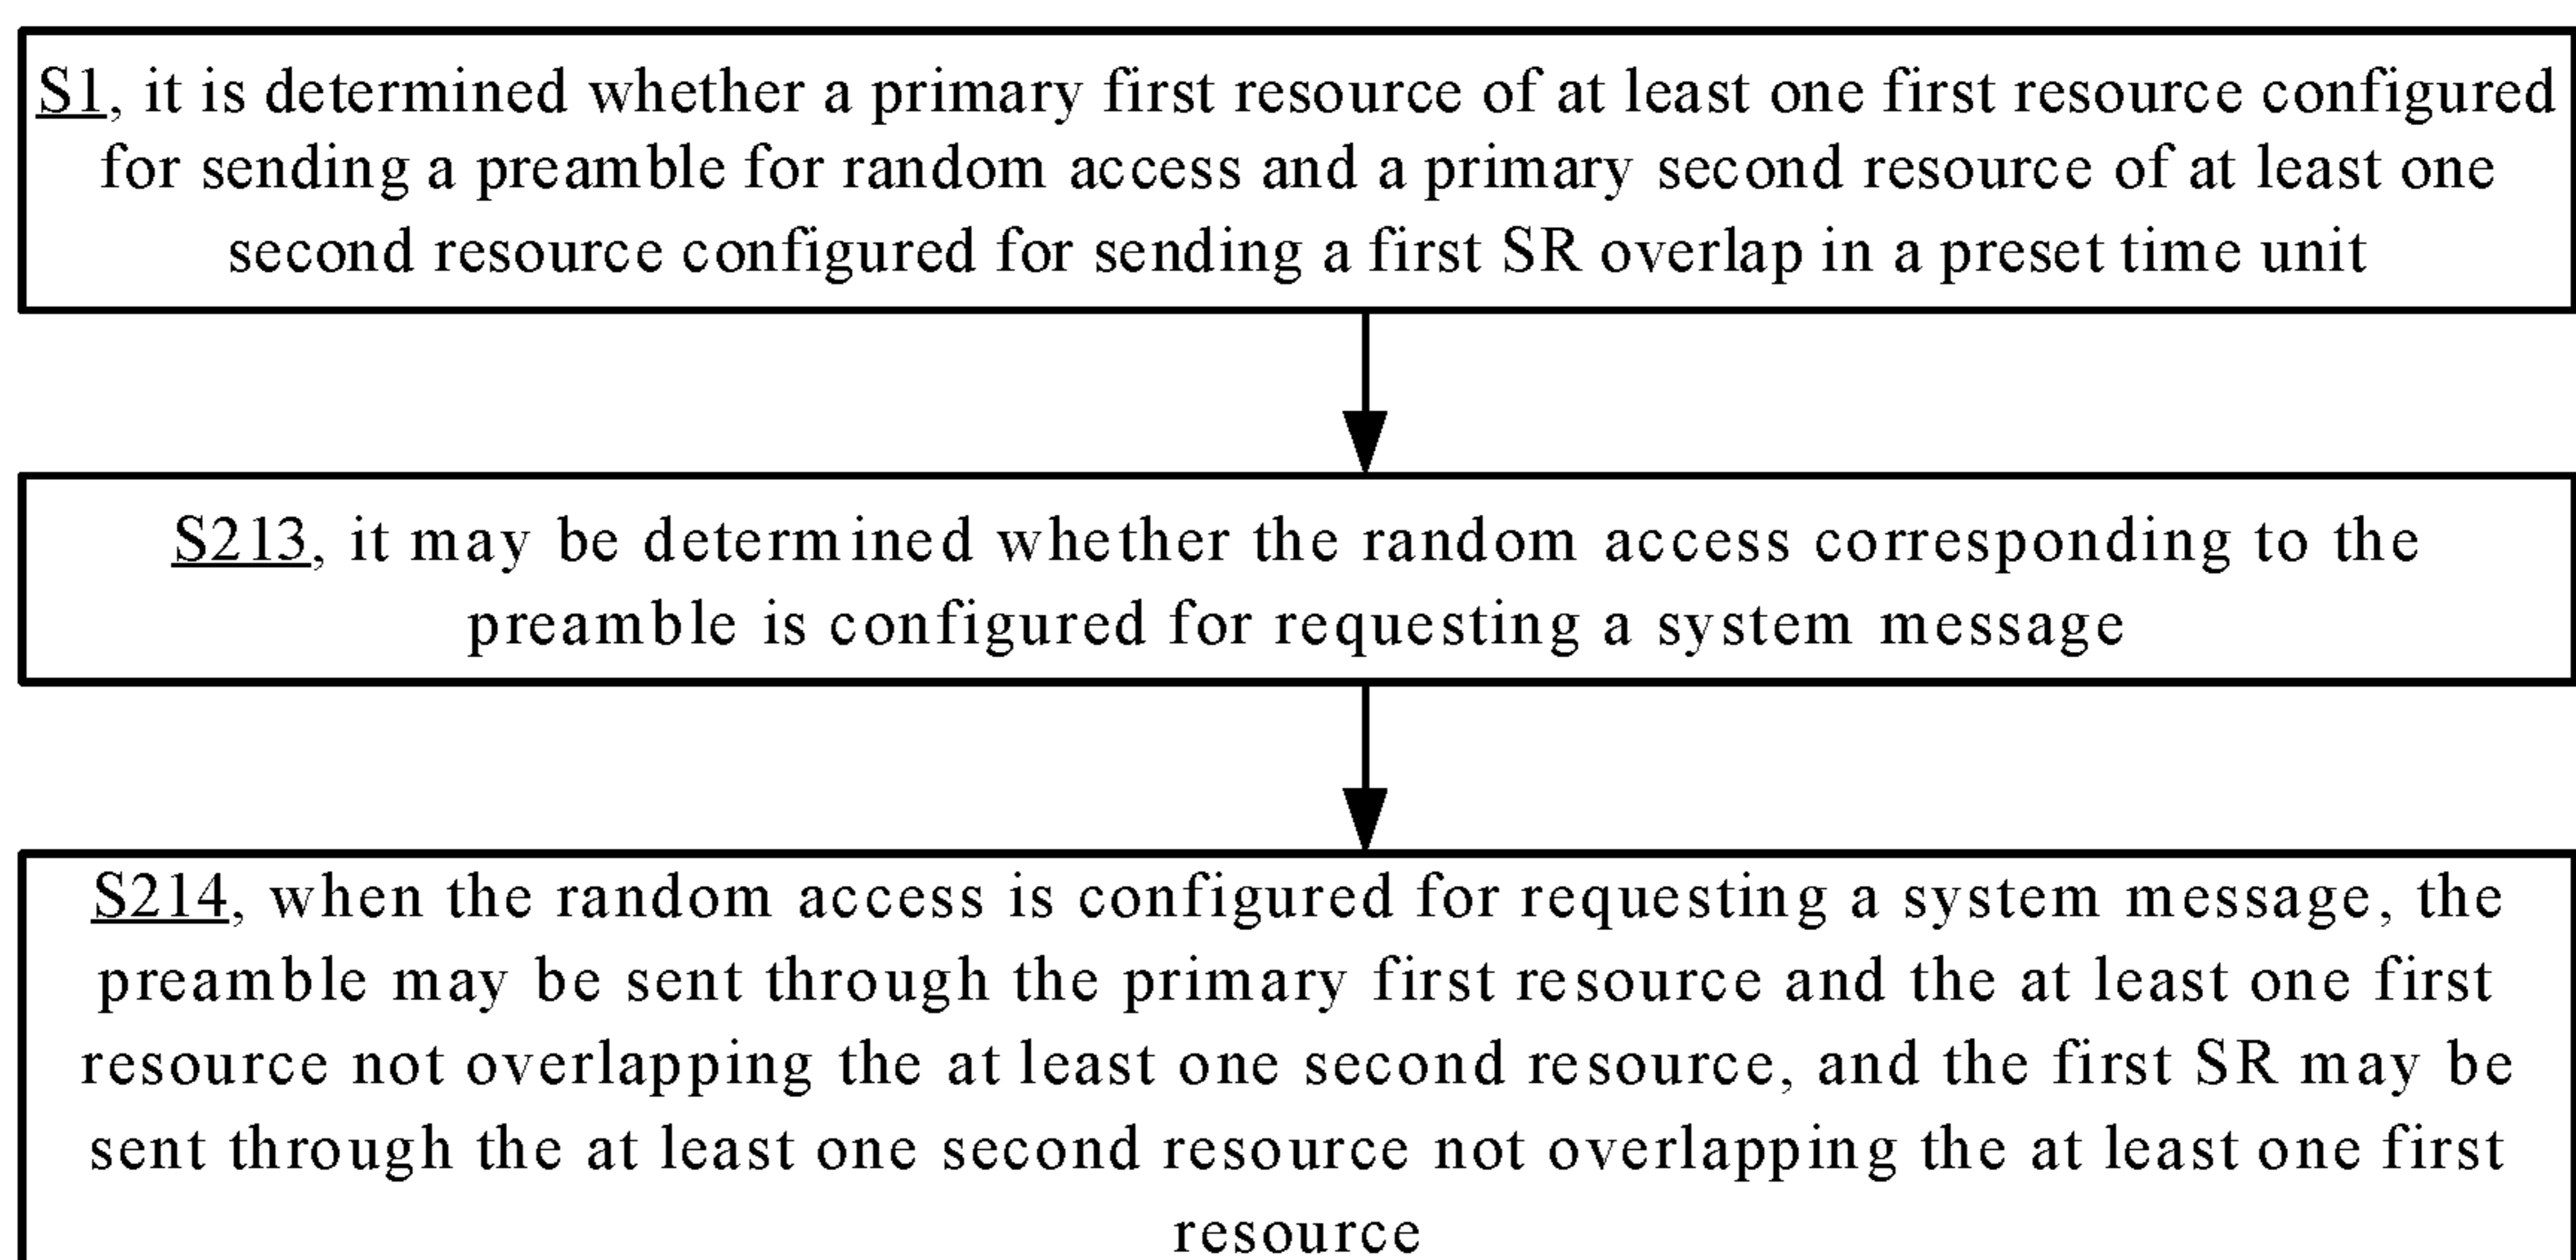 S1, it is determined whether a primary first resource of at least one first resource configured
for sending a preamble for random access and a primary second resource of at least one
second resource configured for sending a first SR overlap in a preset time unit
S213, it may be determined whether the random access corresponding to the
preamble is configured for requesting a system message
S214, when the random access is configured for requesting a system message, the
preamble may be sent through the primary first resource and the at least one first
resource not overlapping the at least one second resource, and the first SR may be
sent through the at least one second resource not overlapping the at least one first
resource